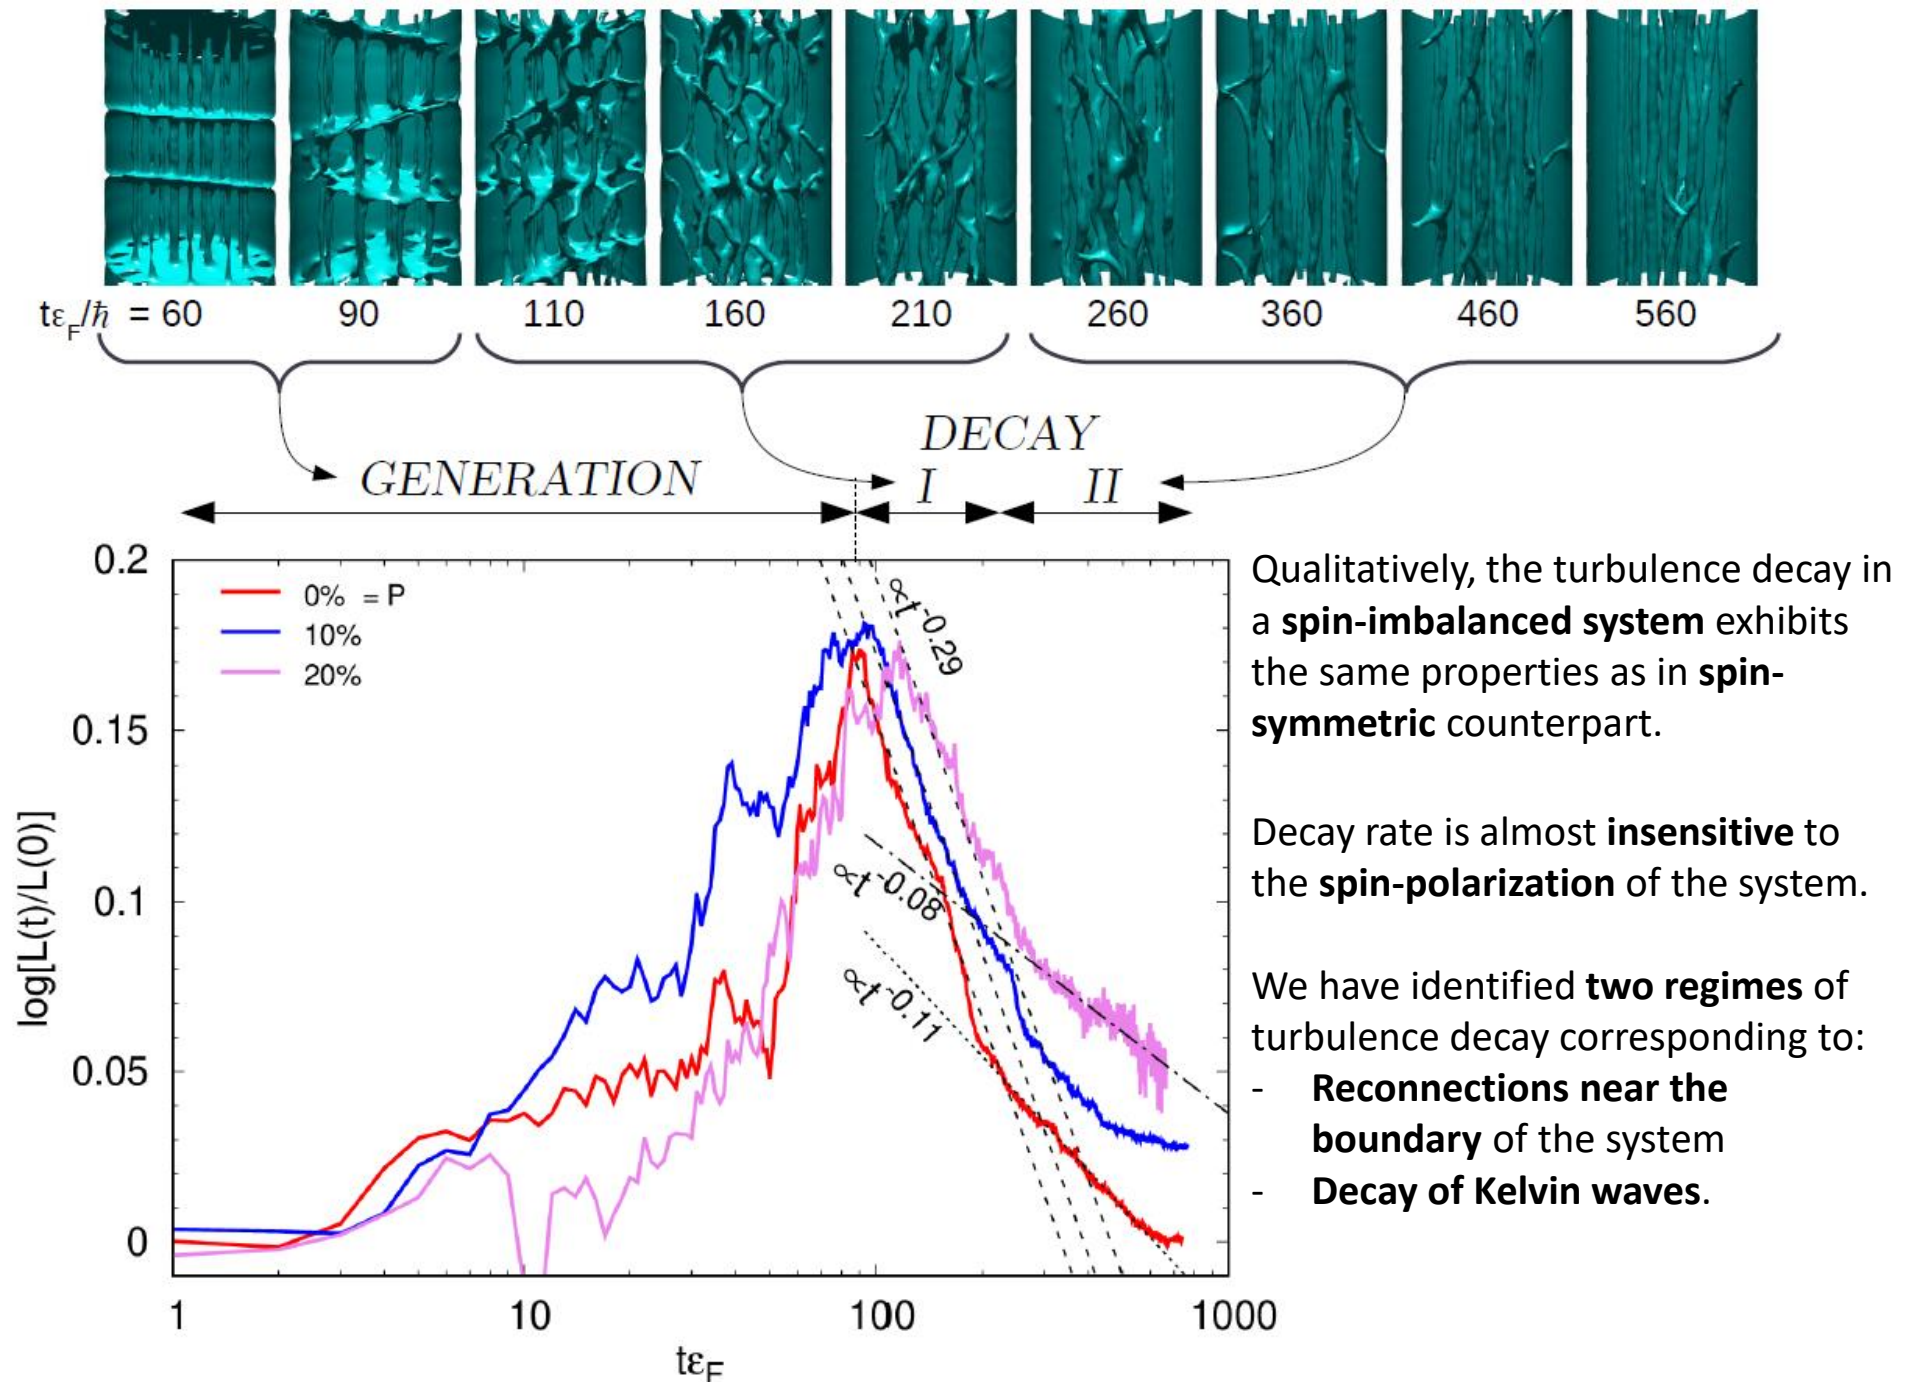 tε_F/ħ = 60 90 110 160 210 260 360 460 560
DECAY
GENERATION I II
0.2
0.15
0.1
0.05
0
log[L(t)/L(0)]
0% = P
10%
20%
∝t^-0.29
∝t^-0.08
∝t^-0.11
1 10 100 1000
tε_F
Qualitatively, the turbulence decay in
a spin-imbalanced system exhibits
the same properties as in spin-
symmetric counterpart.
Decay rate is almost insensitive to
the spin-polarization of the system.
We have identified two regimes of
turbulence decay corresponding to:
- Reconnections near the
boundary of the system
- Decay of Kelvin waves.